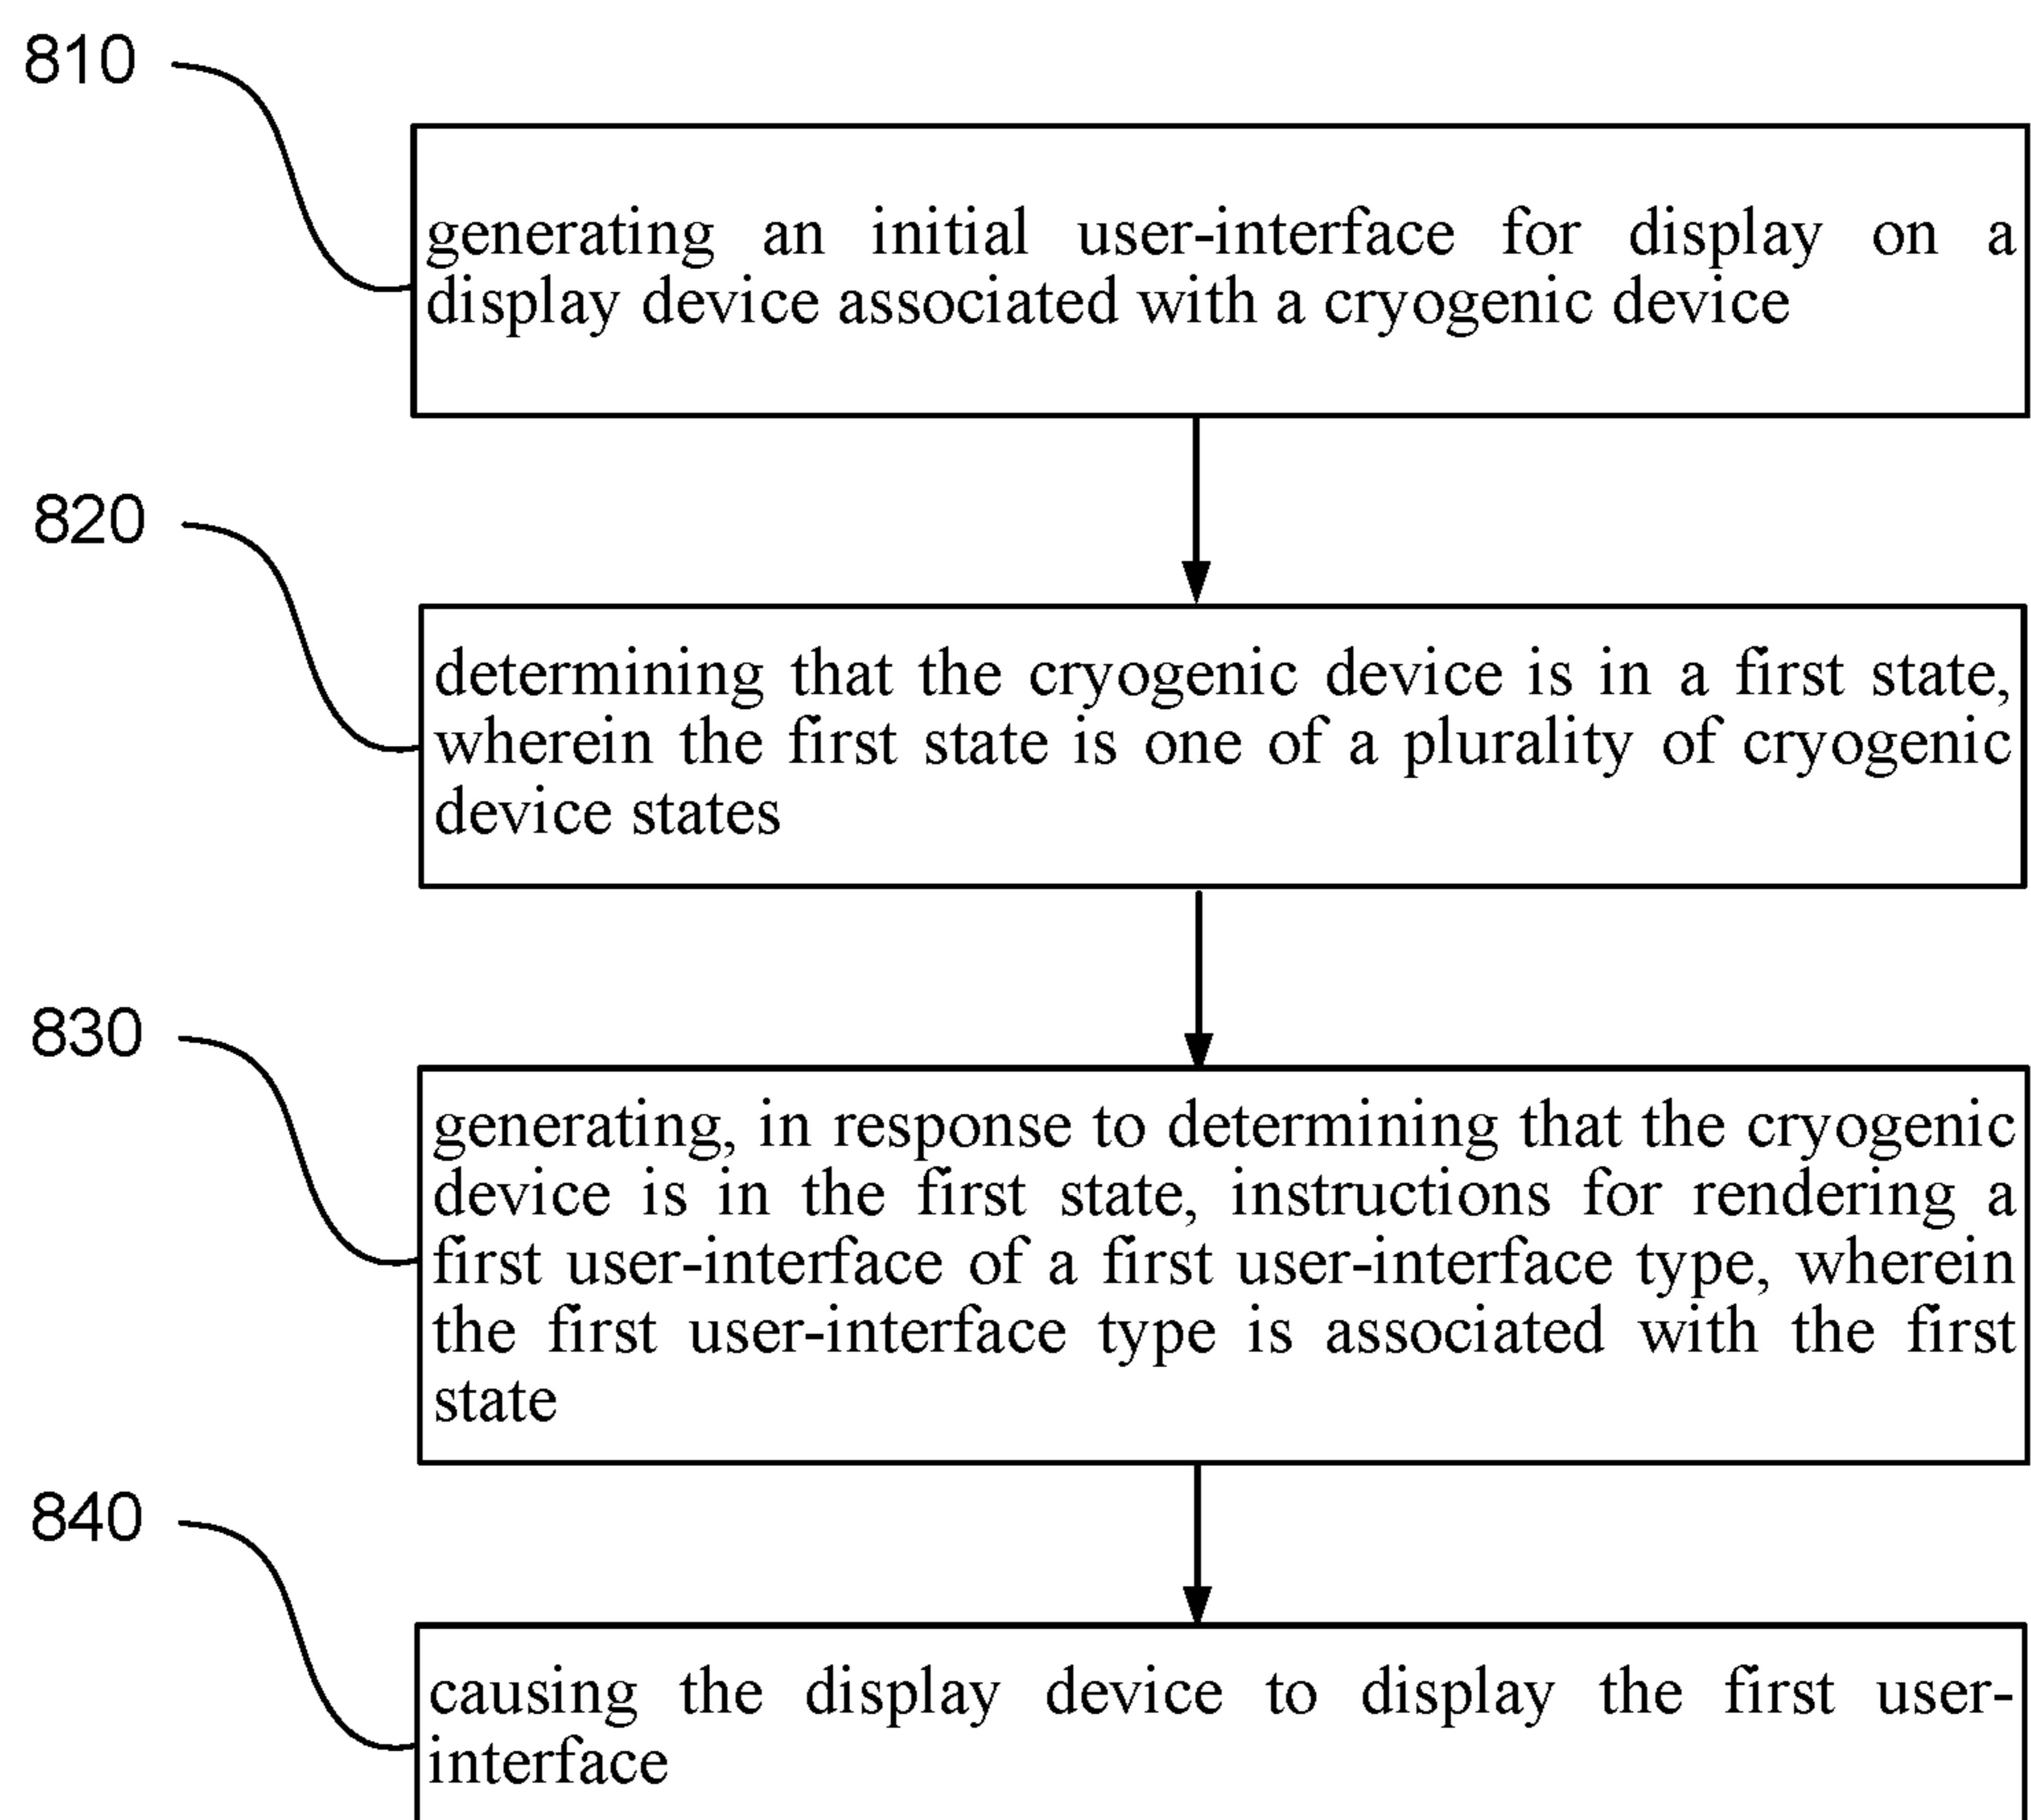 810
generating an initial user-interface for display on a
display device associated with a cryogenic device
820
determining that the cryogenic device is in a first state,
wherein the first state is one of a plurality of cryogenic
device states
830
generating, in response to determining that the cryogenic
device is in the first state, instructions for rendering a
first user-interface of a first user-interface type, wherein
the first user-interface type is associated with the first
state
840
causing the display device to display the first user-
interface